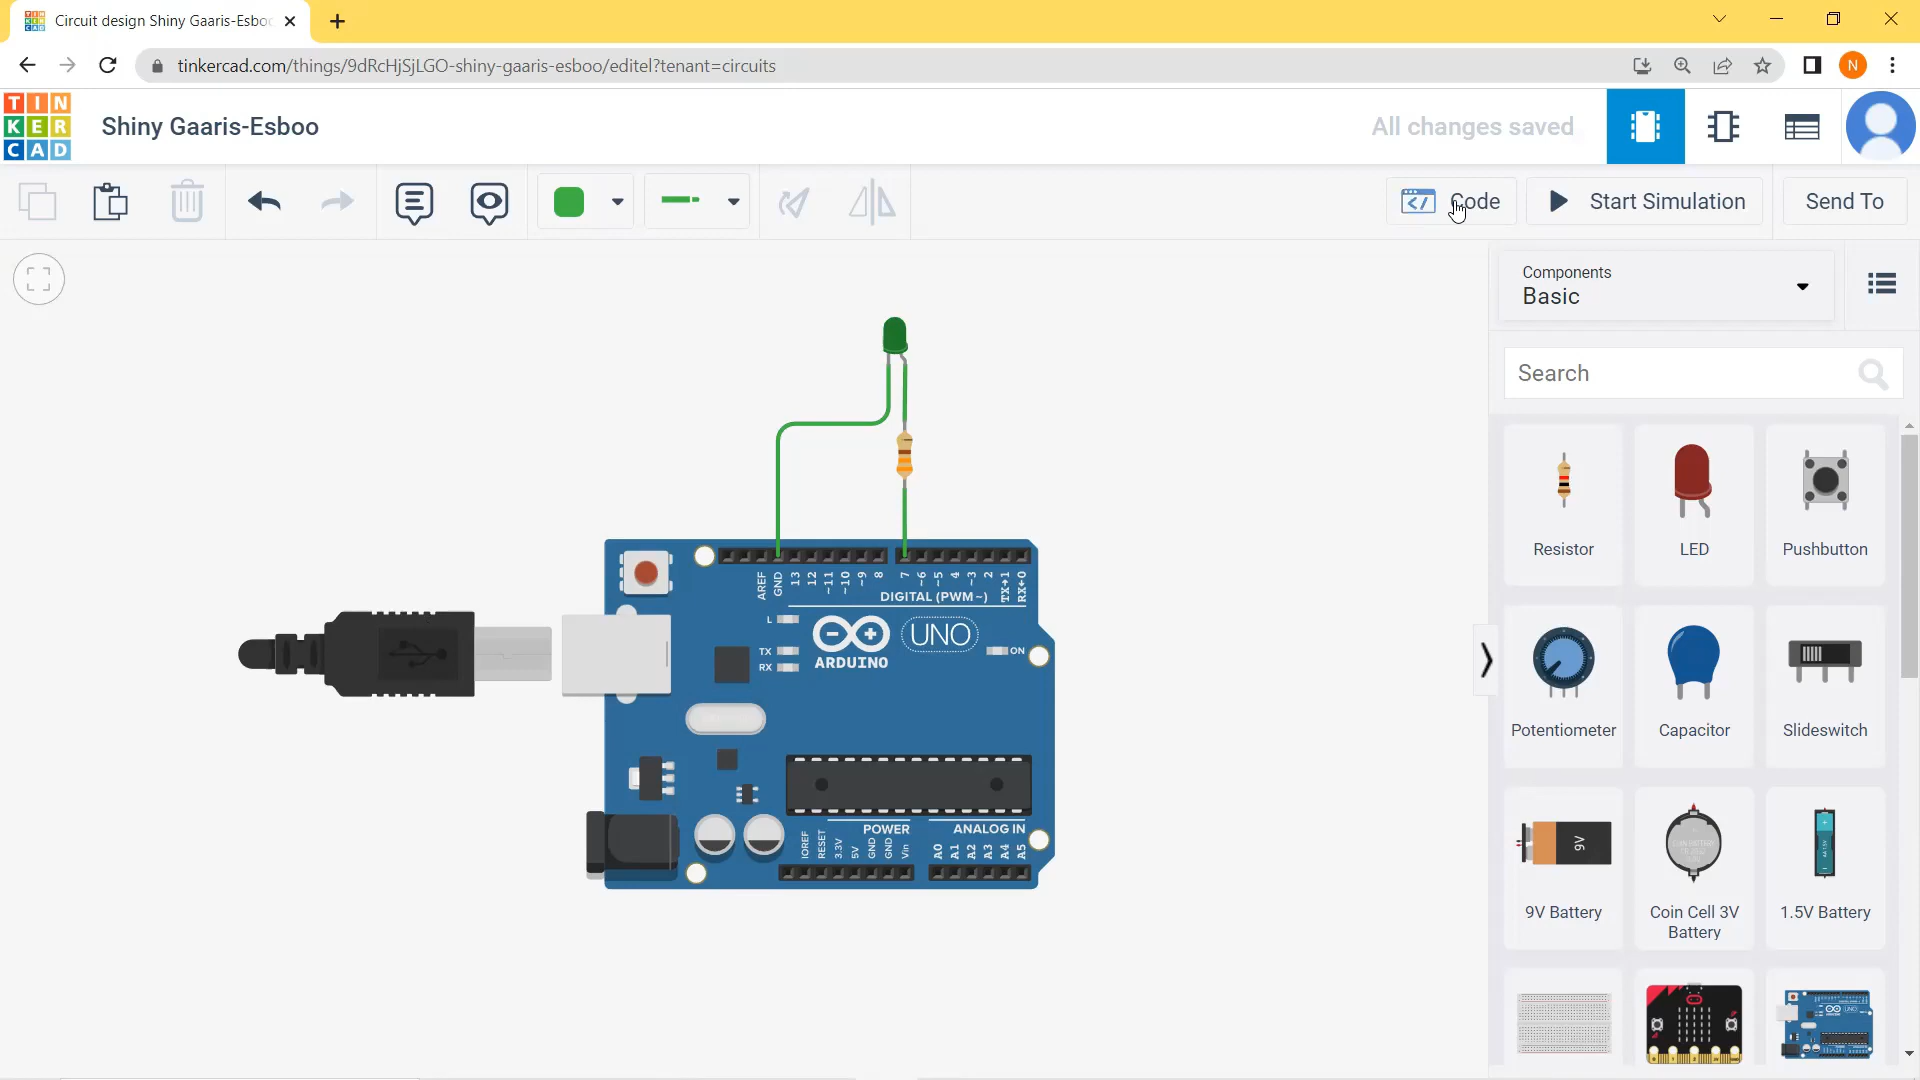 Circuit design Shiny Gaaris-Esboo
tinkercad.com/things/9dRcHjSjLGO-shiny-gaaris-esboo/editel?tenant=circuits
N
TIN
KER
CAD
Shiny Gaaris-Esboo
All changes saved
Code
Start Simulation
Send To
Components
Basic
Search
Resistor
LED
Pushbutton
Potentiometer
Capacitor
Slideswitch
9V
9V Battery
Coin Cell 3V
Battery
1.5V Battery
AREF
GND
13
12
~11
~10
~9
8
7
~6
~5
4
~3
2
TX→1
RX←0
DIGITAL (PWM~)
L
TX
RX
ARDUINO
UNO
ON
POWER
ANALOG IN
IOREF
RESET
3.3V
5V
GND
GND
Vin
A0
A1
A2
A3
A4
A5